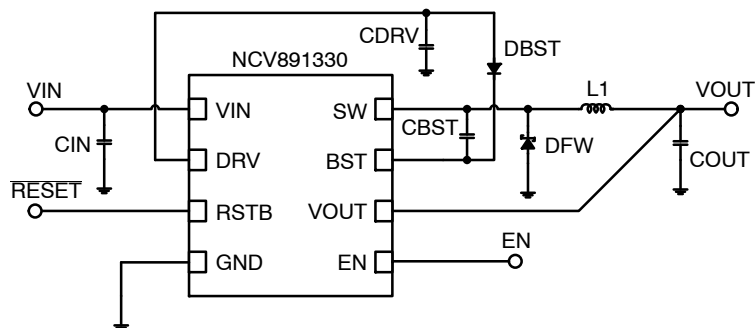 CDRV
DBST
NCV891330
VIN
L1
VOUT
VIN
SW
CBST
CIN
DFW
COUT
DRV
BST
RESET
RSTB
VOUT
EN
GND
EN